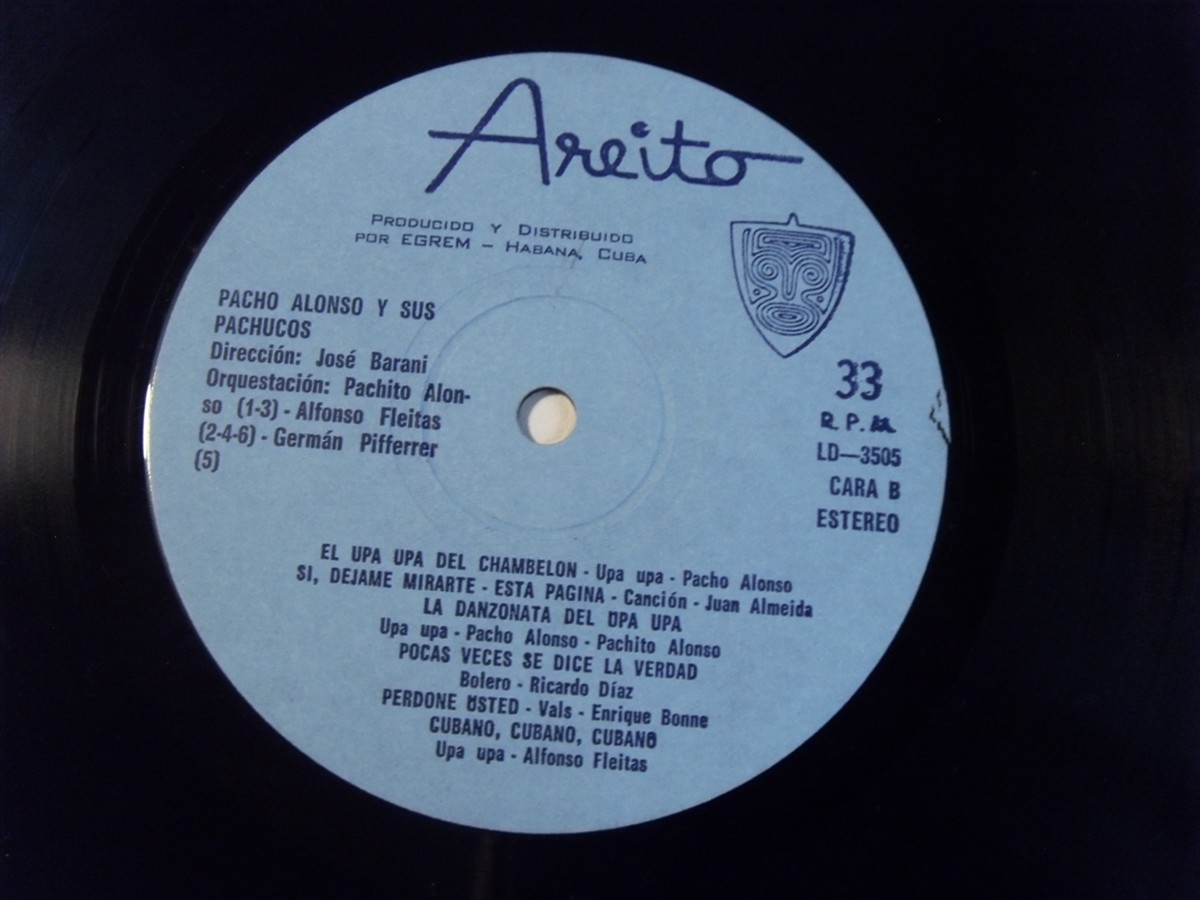 Areito
PRODUCIDO Y DISTRIBUIDO
POR EGREM – HABANA, CUBA
PACHO ALONSO Y SUS
PACHUCOS
Dirección: José Barani
Orquestación: Pachito Alon-
so (1-3) - Alfonso Fleitas
(2-4-6) - Germán Pifferrer
(5)
33
R.P.M.
LD—3505
CARA B
ESTEREO
EL UPA UPA DEL CHAMBELON - Upa upa - Pacho Alonso
SI, DEJAME MIRARTE - ESTA PAGINA - Canción - Juan Almeida
LA DANZONATA DEL UPA UPA
Upa upa - Pacho Alonso - Pachito Alonso
POCAS VECES SE DICE LA VERDAD
Bolero - Ricardo Díaz
PERDONE USTED - Vals - Enrique Bonne
CUBANO, CUBANO, CUBANO
Upa upa - Alfonso Fleitas